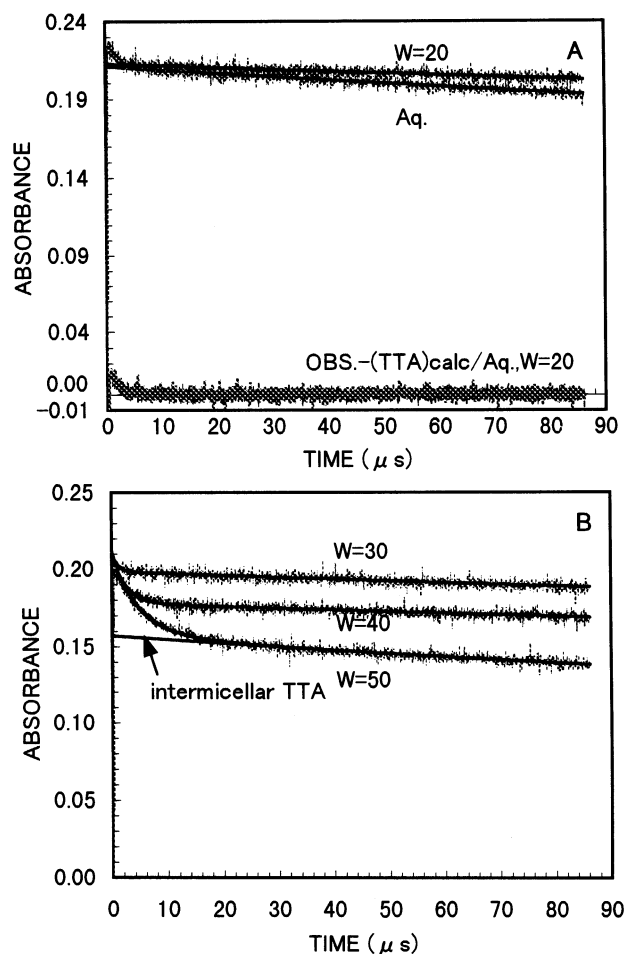 0.24
0.19
0.14
0.09
0.04
0.00
−0.01
ABSORBANCE
W=20
A
Aq.
OBS.-(TTA)calc/Aq.,W=20
0 10 20 30 40 50 60 70 80 90
TIME ( μ s)
0.25
0.20
0.15
0.10
0.05
0.00
ABSORBANCE
B
W=30
W=40
W=50
intermicellar TTA
0 10 20 30 40 50 60 70 80 90
TIME ( μ s)